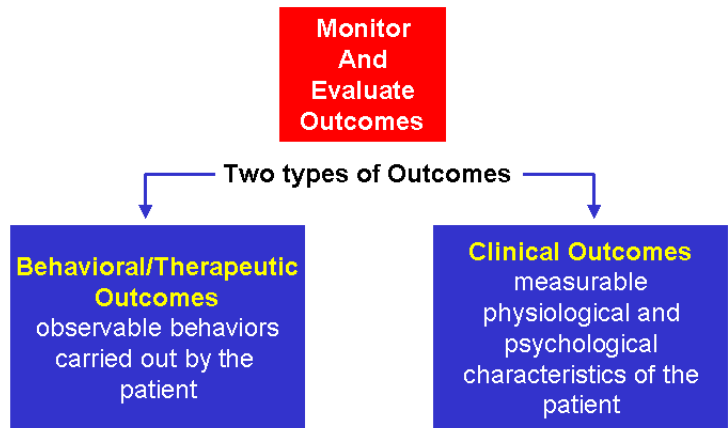 Monitor
And
Evaluate
Outcomes
Two types of Outcomes
Behavioral/Therapeutic
Outcomes
observable behaviors
carried out by the
patient
Clinical Outcomes
measurable
physiological and
psychological
characteristics of the
patient